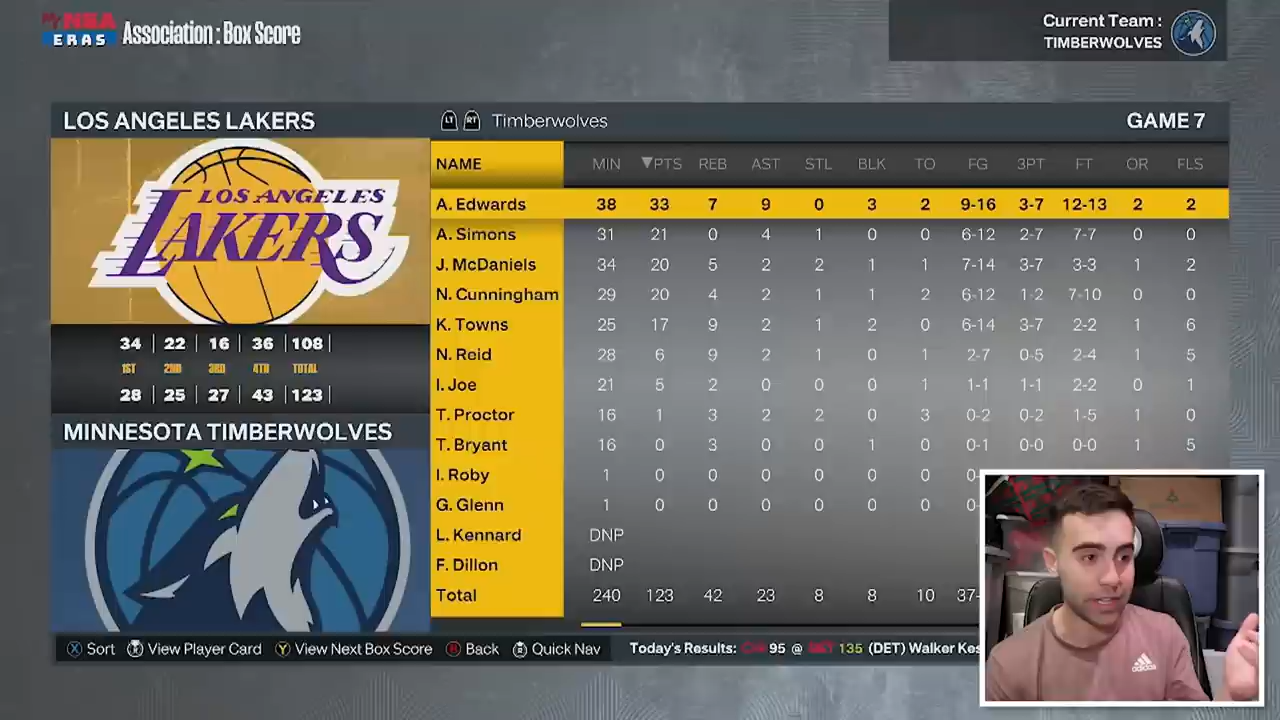 MyNBA ERAS Association : Box Score
Current Team :
TIMBERWOLVES
LOS ANGELES LAKERS
LOS ANGELES
LAKERS
34 22 16 36 108
1ST 2ND 3RD 4TH TOTAL
28 25 27 43 123
MINNESOTA TIMBERWOLVES
LT RT Timberwolves GAME 7
NAME MIN ▼PTS REB AST STL BLK TO FG 3PT FT OR FLS
A. Edwards 38 33 7 9 0 3 2 9-16 3-7 12-13 2 2
A. Simons 31 21 0 4 1 0 0 6-12 2-7 7-7 0 0
J. McDaniels 34 20 5 2 2 1 1 7-14 3-7 3-3 1 2
N. Cunningham 29 20 4 2 1 1 2 6-12 1-2 7-10 0 0
K. Towns 25 17 9 2 1 2 0 6-14 3-7 2-2 1 6
N. Reid 28 6 9 2 1 0 1 2-7 0-5 2-4 1 5
I. Joe 21 5 2 0 0 0 1 1-1 1-1 2-2 0 1
T. Proctor 16 1 3 2 2 0 3 0-2 0-2 1-5 1 0
T. Bryant 16 0 3 0 0 1 0 0-1 0-0 0-0 1 5
I. Roby 1 0 0 0 0 0 0 0-
G. Glenn 1 0 0 0 0 0 0 0-
L. Kennard DNP
F. Dillon DNP
Total 240 123 42 23 8 8 10 37-
X Sort View Player Card Y View Next Box Score B Back Quick Nav Today's Results: 95 @ DET 135 (DET) Walker Kes
adidas